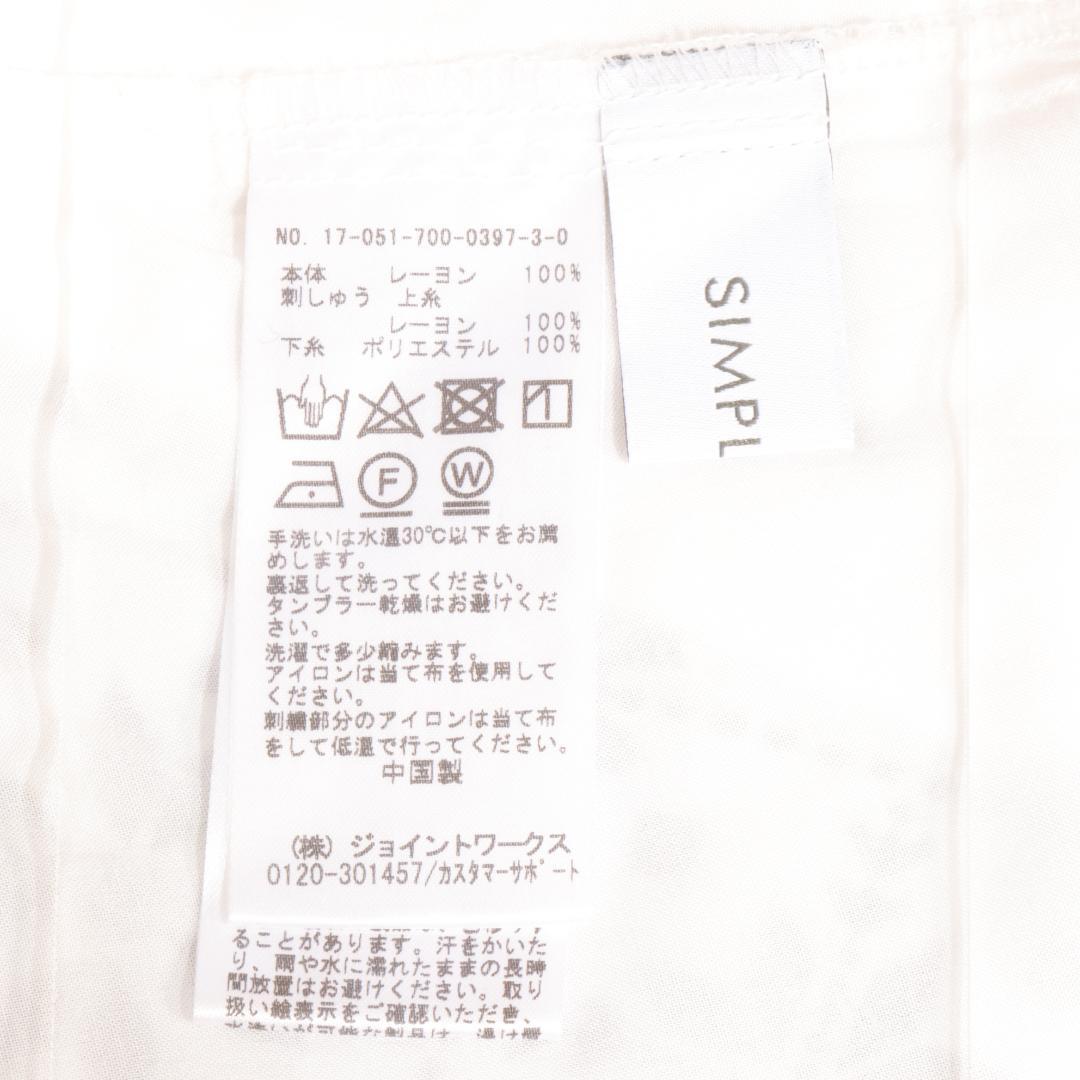 NO. 17-051-700-0397-3-0
本体 レーヨン 100%
刺しゅう 上糸
レーヨン 100%
下糸 ポリエステル 100%
F W
手洗いは水温30℃以下をお薦
めします。
裏返して洗ってください。
タンブラー乾燥はお避けくだ
さい。
洗濯で多少縮みます。
アイロンは当て布を使用して
ください。
刺繍部分のアイロンは当て布
をして低温で行ってください。
中国製
(株) ジョイントワークス
0120-301457/カスタマーサポート
ることがあります。汗をかいた
り、雨や水に濡れたままの長時
間放置はお避けください。取り
扱い絵表示をご確認いただき、
水洗いが可能な製品は、
SIMPL